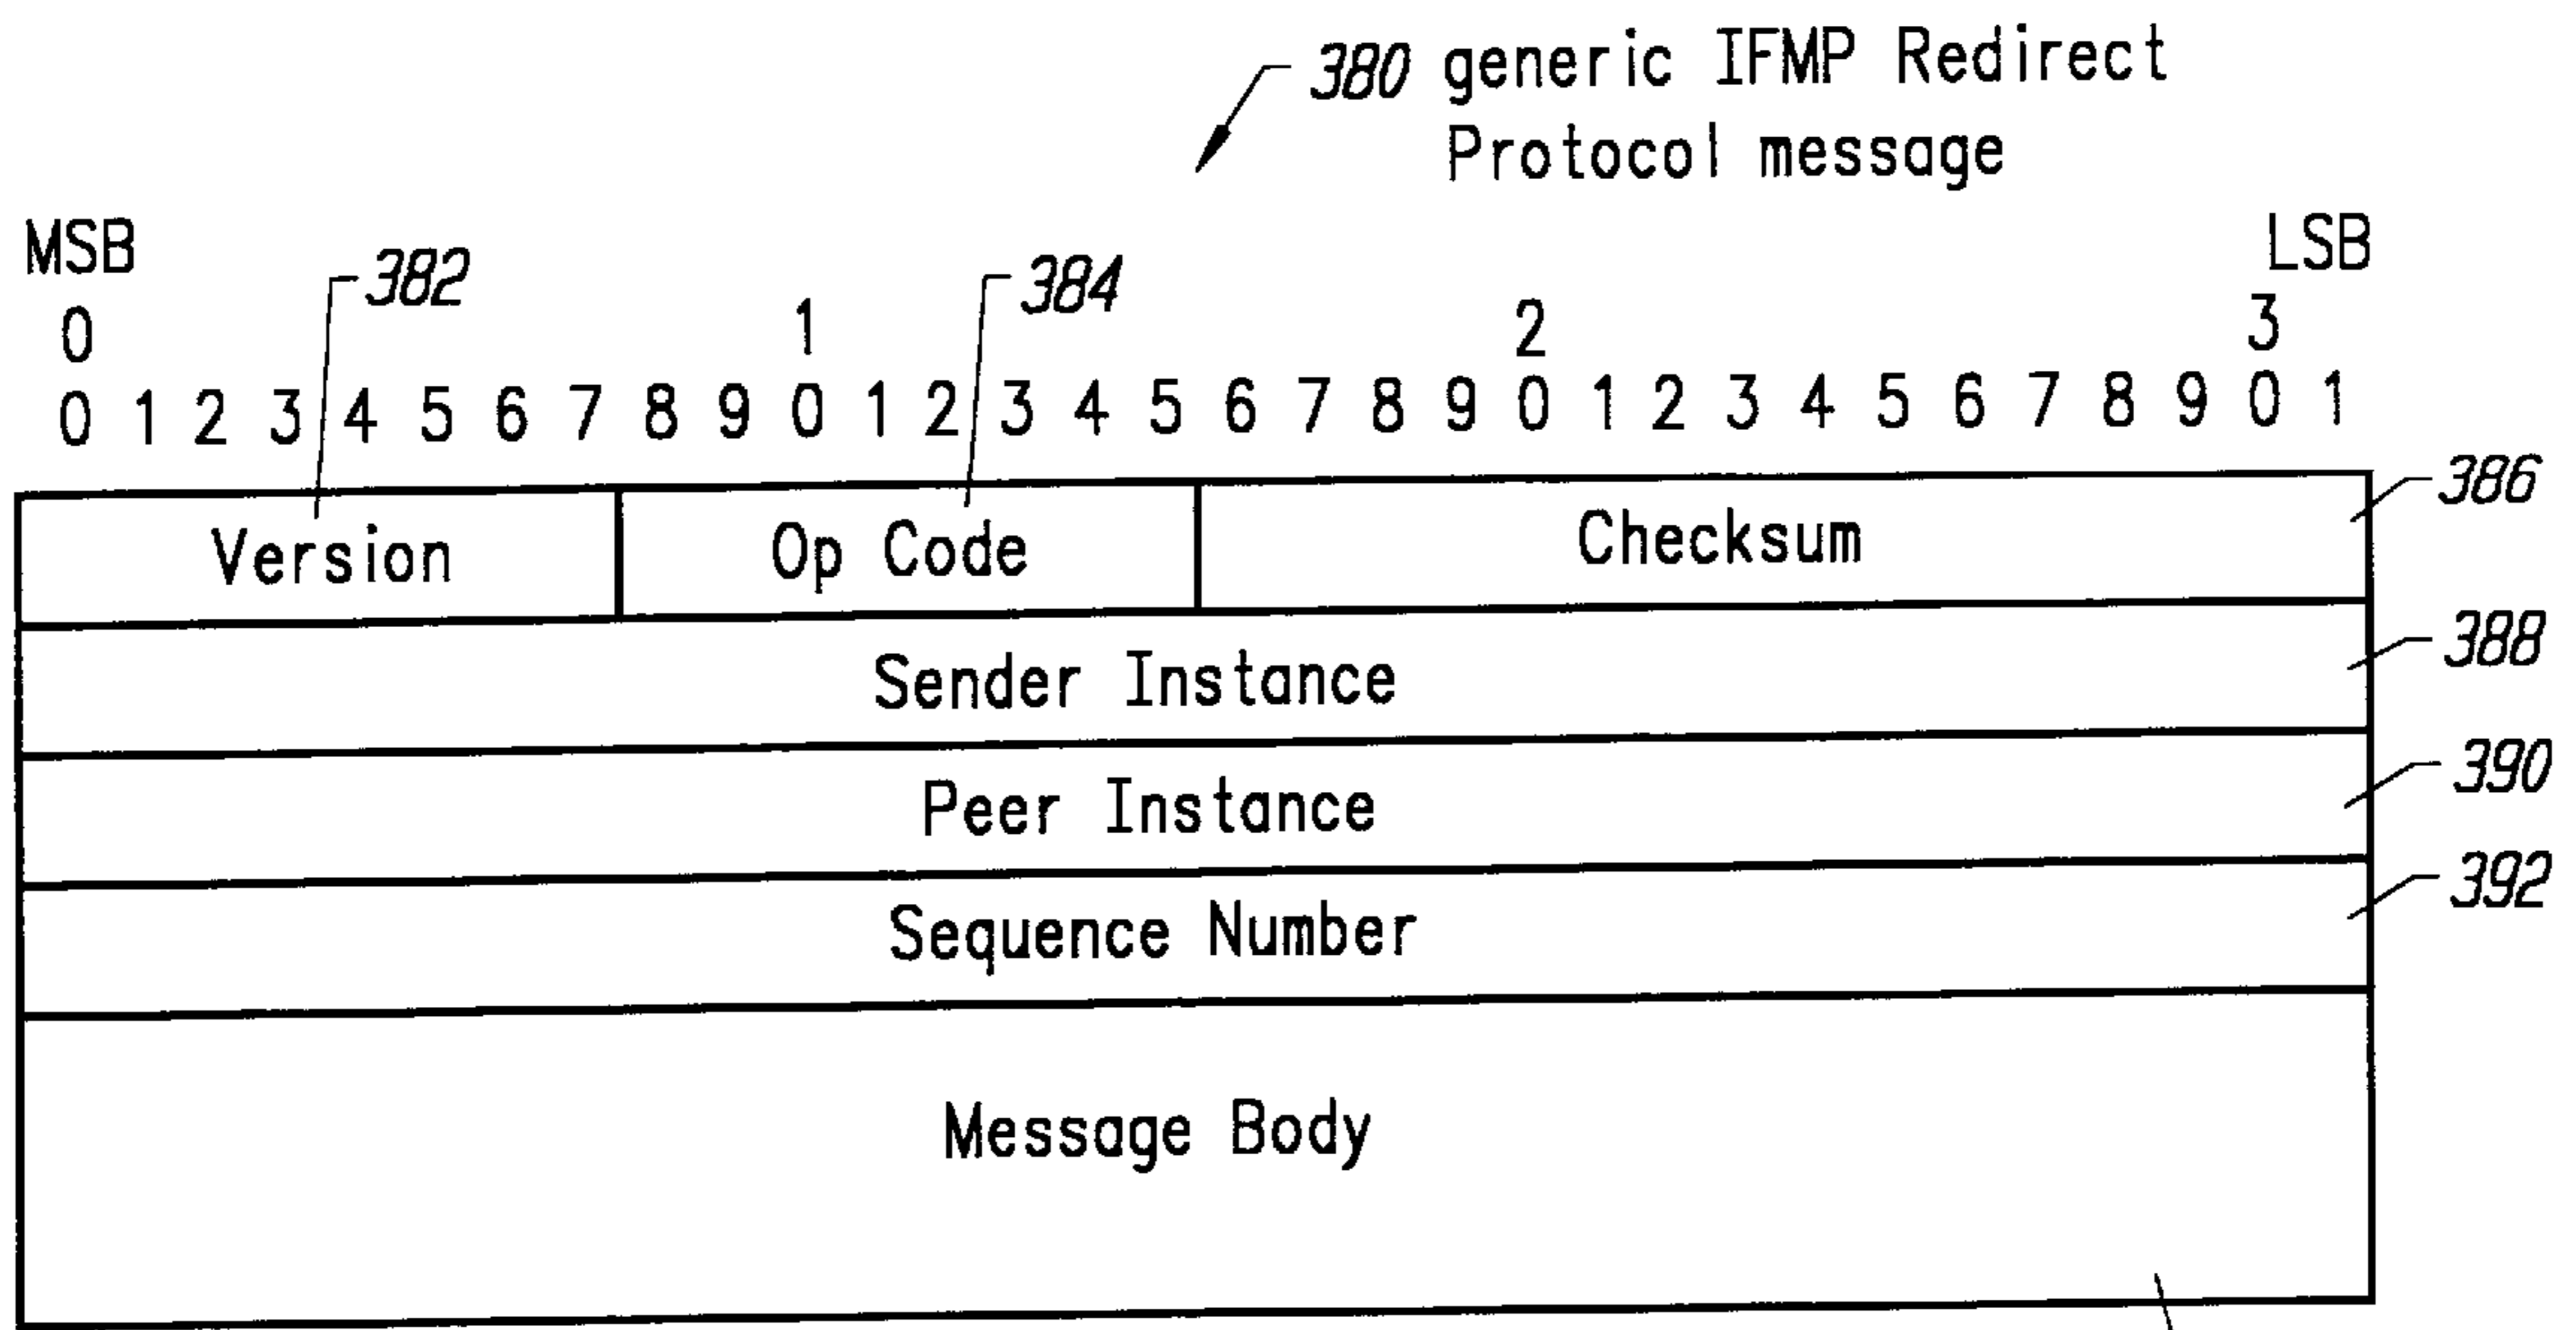 380 generic IFMP Redirect
Protocol message
MSB LSB
382 384
0 1 2 3
0 1 2 3 4 5 6 7 8 9 0 1 2 3 4 5 6 7 8 9 0 1 2 3 4 5 6 7 8 9 0 1
Version Op Code Checksum 386
Sender Instance 388
Peer Instance 390
Sequence Number 392
Message Body